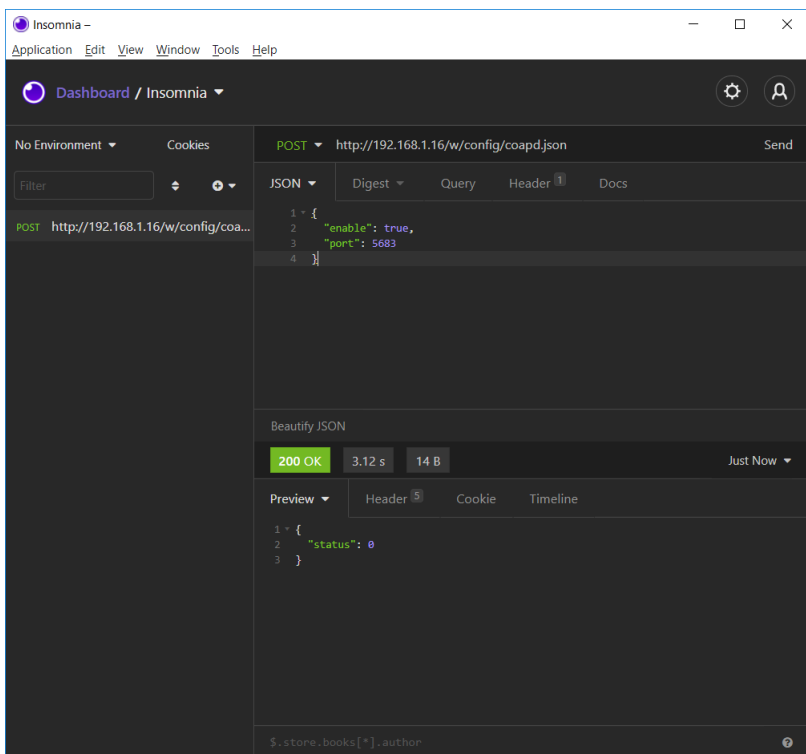 Insomnia –
Application Edit View Window Tools Help
Dashboard / Insomnia
No Environment Cookies
POST http://192.168.1.16/w/config/coapd.json Send
Filter
JSON Digest Query Header 1 Docs
POST http://192.168.1.16/w/config/coa...
1 {
2 "enable": true,
3 "port": 5683
4 }
Beautify JSON
200 OK 3.12 s 14 B Just Now
Preview Header 5 Cookie Timeline
1 {
2 "status": 0
3 }
$.store.books[*].author